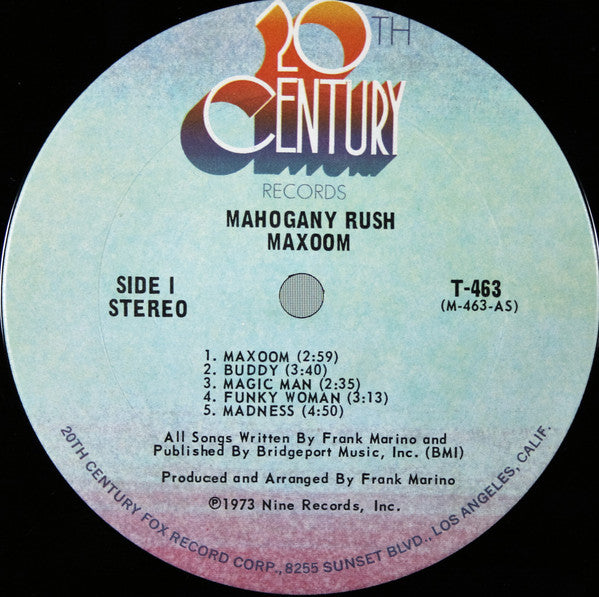 20TH
CENTURY
RECORDS
MAHOGANY RUSH
MAXOOM
SIDE I
STEREO
T-463
(M-463-AS)
1. MAXOOM (2:59)
2. BUDDY (3:40)
3. MAGIC MAN (2:35)
4. FUNKY WOMAN (3:13)
5. MADNESS (4:50)
All Songs Written By Frank Marino and
Published By Bridgeport Music, Inc. (BMI)
Produced and Arranged By Frank Marino
℗1973 Nine Records, Inc.
20TH CENTURY FOX RECORD CORP., 8255 SUNSET BLVD., LOS ANGELES, CALIF.